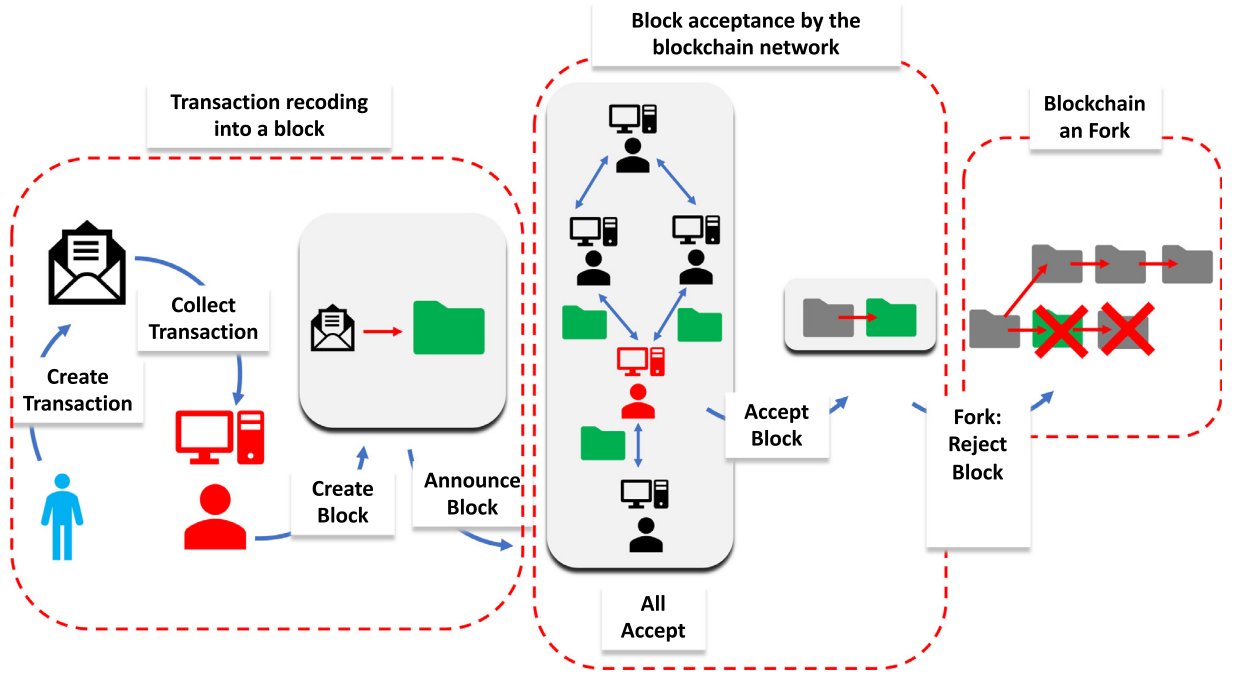 Transaction recoding
into a block
Create
Transaction
Collect
Transaction
Create
Block
Announce
Block
Block acceptance by the
blockchain network
All
Accept
Accept
Block
Blockchain
an Fork
Fork:
Reject
Block